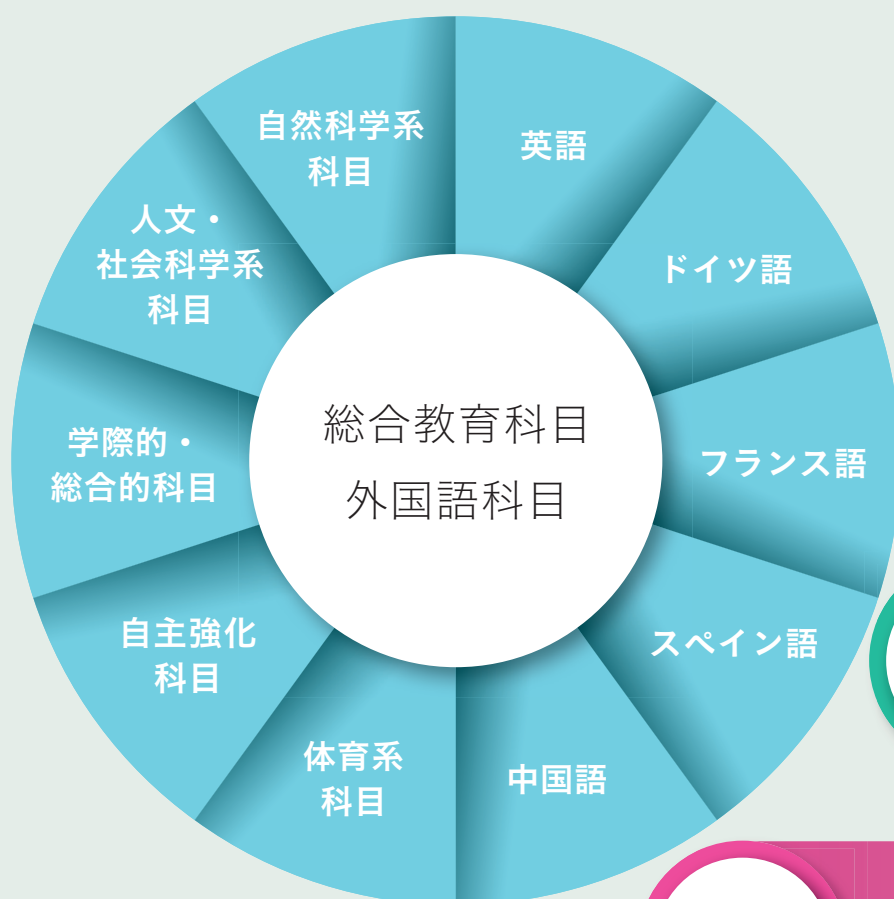 総合教育科目
外国語科目
英語
ドイツ語
フランス語
スペイン語
中国語
体育系
科目
自主強化
科目
学際的・
総合的科目
人文・
社会科学系
科目
自然科学系
科目